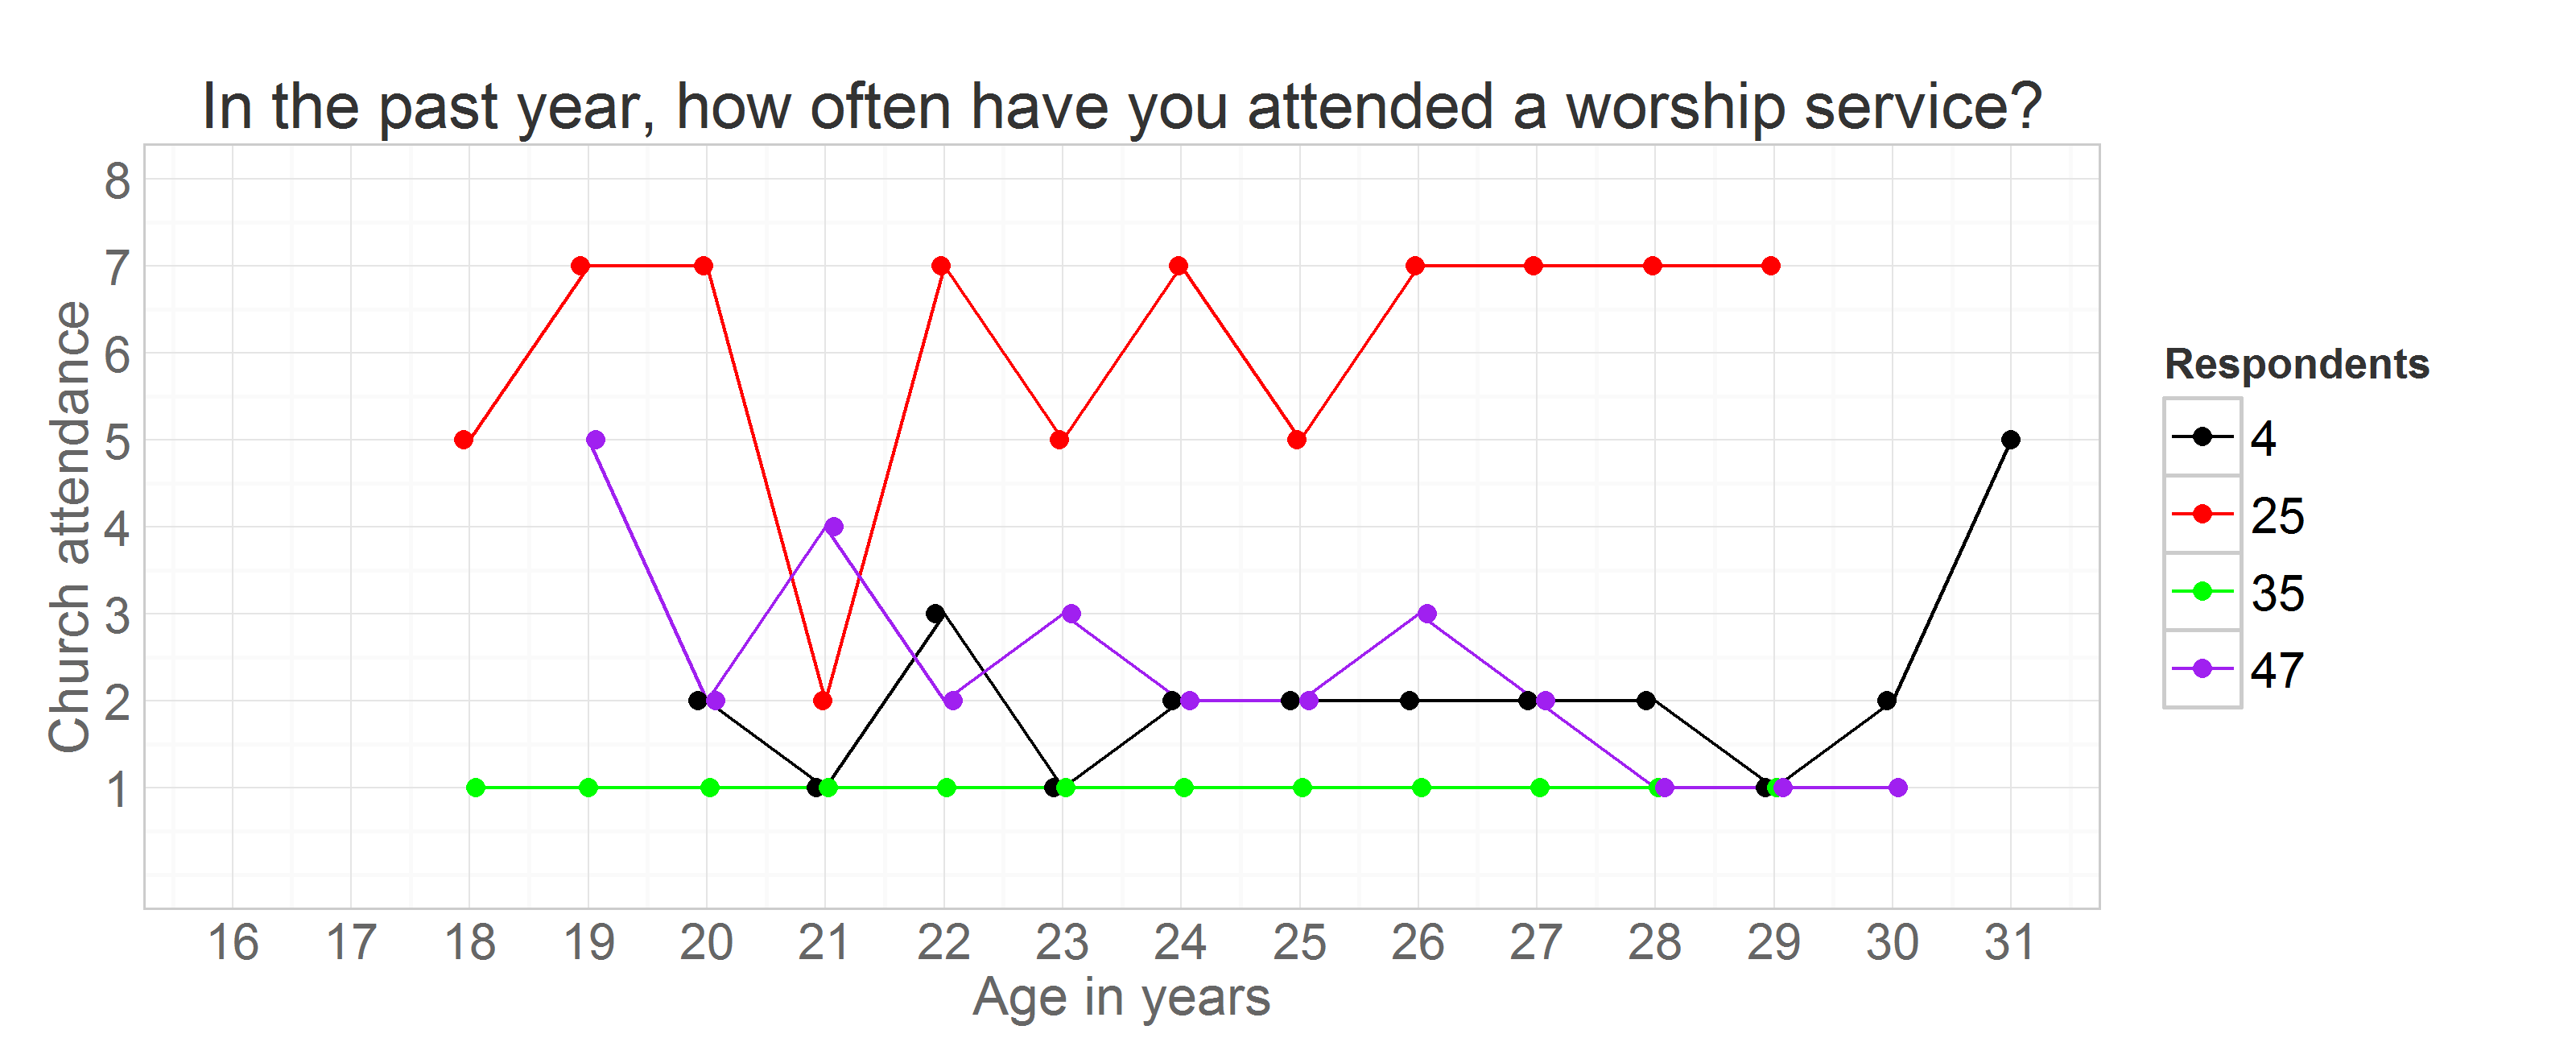 In the past year, how often have you attended a worship service?
Church attendance
8
7
6
5
4
3
2
1
16 17 18 19 20 21 22 23 24 25 26 27 28 29 30 31
Age in years
Respondents
4
25
35
47